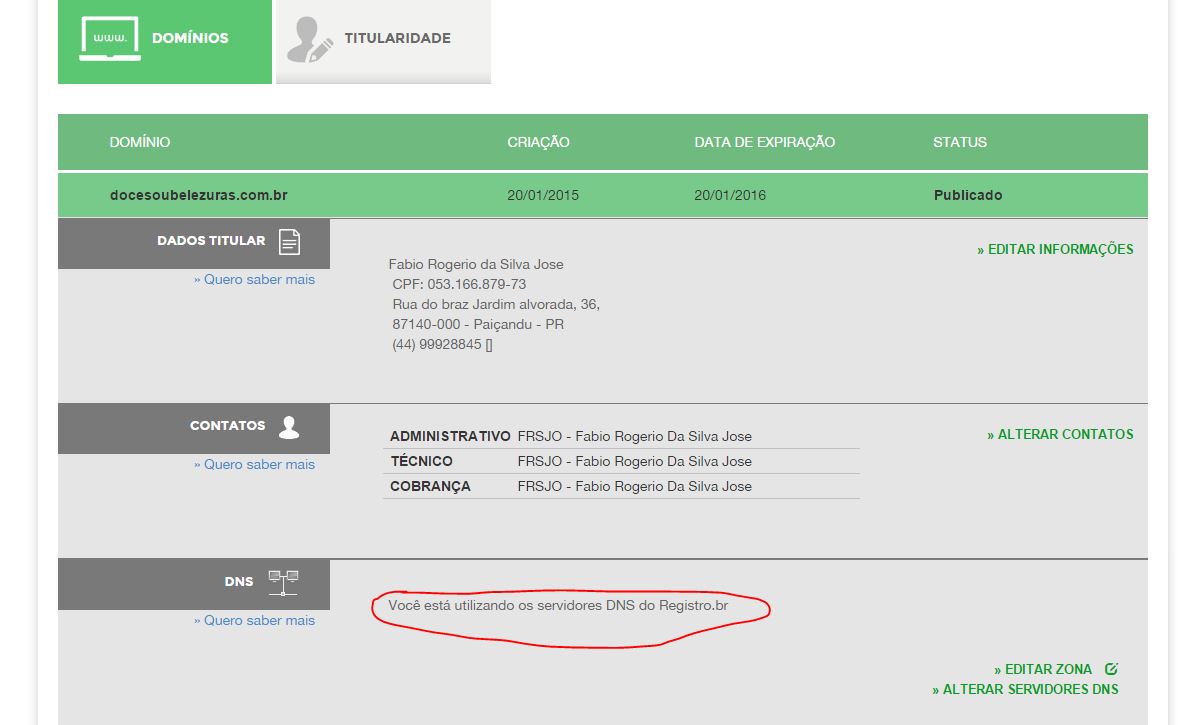 www. DOMÍNIOS TITULARIDADE
DOMÍNIO CRIAÇÃO DATA DE EXPIRAÇÃO STATUS
docesoubelezuras.com.br 20/01/2015 20/01/2016 Publicado
DADOS TITULAR
» Quero saber mais
Fabio Rogerio da Silva Jose
CPF: 053.166.879-73
Rua do braz Jardim alvorada, 36,
87140-000 - Paiçandu - PR
(44) 99928845 []
» EDITAR INFORMAÇÕES
CONTATOS
» Quero saber mais
ADMINISTRATIVO FRSJO - Fabio Rogerio Da Silva Jose
TÉCNICO FRSJO - Fabio Rogerio Da Silva Jose
COBRANÇA FRSJO - Fabio Rogerio Da Silva Jose
» ALTERAR CONTATOS
DNS
» Quero saber mais
Você está utilizando os servidores DNS do Registro.br
» EDITAR ZONA
» ALTERAR SERVIDORES DNS